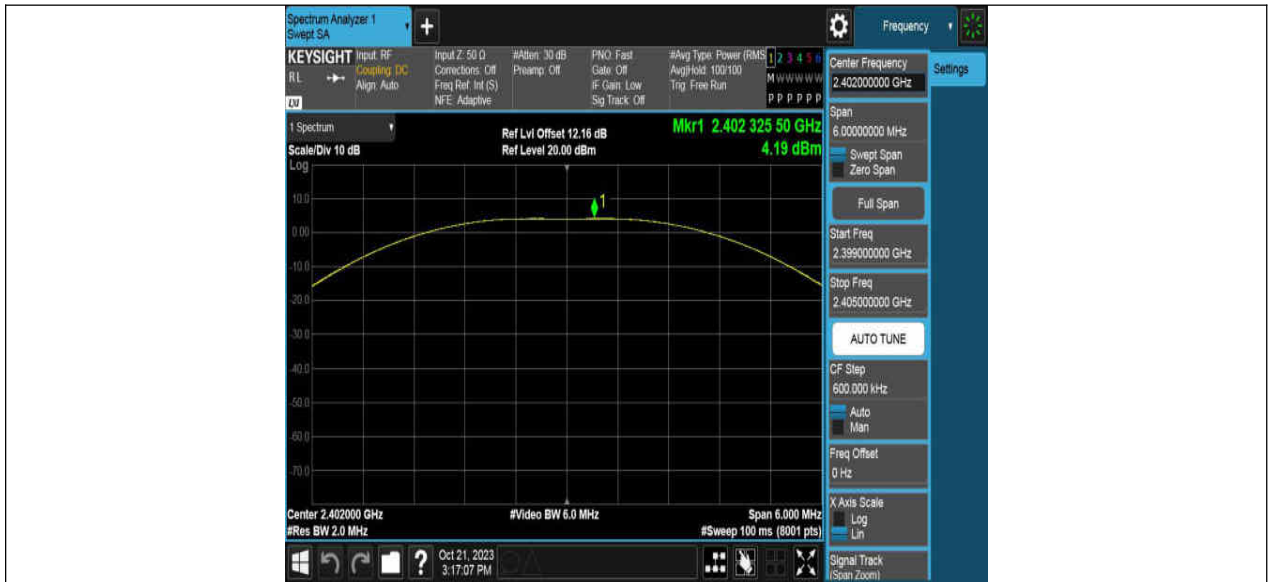 Spectrum Analyzer 1
Swept SA
+
Frequency
KEYSIGHT
RL
LXI
Input: RF
Coupling: DC
Align: Auto
Input Z: 50 Ω
Corrections: Off
Freq Ref: Int (S)
NFE: Adaptive
#Atten: 30 dB
Preamp: Off
PNO: Fast
Gate: Off
IF Gain: Low
Sig Track: Off
#Avg Type: Power (RMS
Avg|Hold: 100/100
Trig: Free Run
1 2 3 4 5 6
M W W W W W
P P P P P P
1 Spectrum
Scale/Div 10 dB
Log
Ref Lvl Offset 12.16 dB
Ref Level 20.00 dBm
Mkr1 2.402 325 50 GHz
4.19 dBm
1
10.0
0.00
-10.0
-20.0
-30.0
-40.0
-50.0
-60.0
-70.0
Center 2.402000 GHz
#Res BW 2.0 MHz
#Video BW 6.0 MHz
Span 6.000 MHz
#Sweep 100 ms (8001 pts)
?
Oct 21, 2023
3:17:07 PM
Center Frequency
2.402000000 GHz
Settings
Span
6.00000000 MHz
Swept Span
Zero Span
Full Span
Start Freq
2.399000000 GHz
Stop Freq
2.405000000 GHz
AUTO TUNE
CF Step
600.000 kHz
Auto
Man
Freq Offset
0 Hz
X Axis Scale
Log
Lin
Signal Track
(Span Zoom)